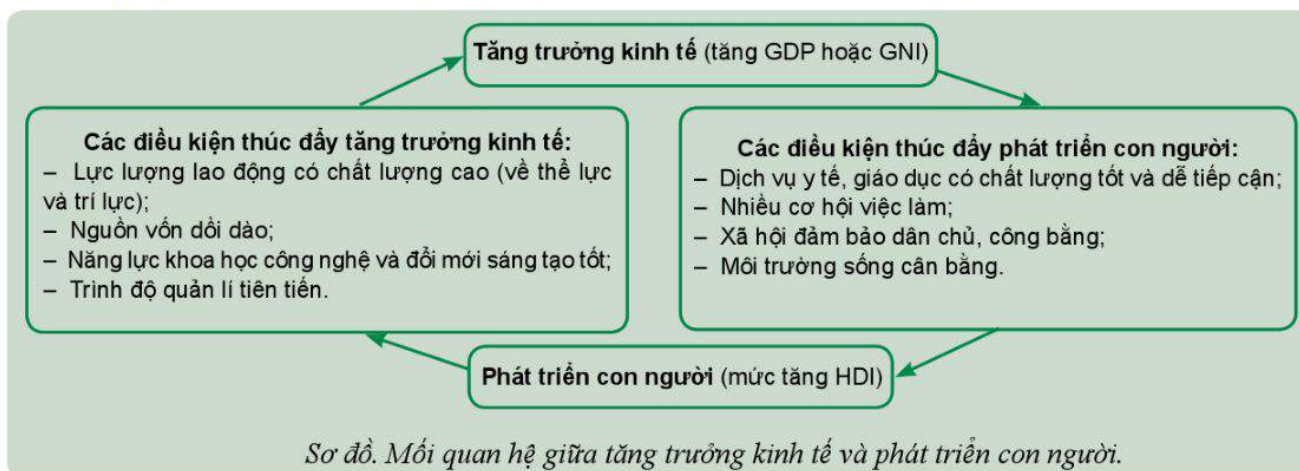 Tăng trưởng kinh tế (tăng GDP hoặc GNI)
Các điều kiện thúc đẩy tăng trưởng kinh tế:
– Lực lượng lao động có chất lượng cao (về thể lực
và trí lực);
– Nguồn vốn dồi dào;
– Năng lực khoa học công nghệ và đổi mới sáng tạo tốt;
– Trình độ quản lí tiên tiến.
Các điều kiện thúc đẩy phát triển con người:
– Dịch vụ y tế, giáo dục có chất lượng tốt và dễ tiếp cận;
– Nhiều cơ hội việc làm;
– Xã hội đảm bảo dân chủ, công bằng;
– Môi trường sống cân bằng.
Phát triển con người (mức tăng HDI)
Sơ đồ. Mối quan hệ giữa tăng trưởng kinh tế và phát triển con người.